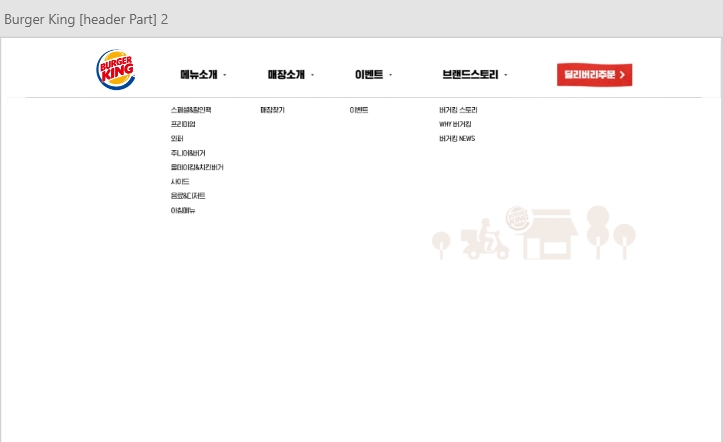 Burger King [header Part] 2
BURGER KING
메뉴소개 매장소개 이벤트 브랜드스토리 딜리버리주문
스페셜&할인팩 매장찾기 이벤트 버거킹 스토리
프리미엄 WHY 버거킹
와퍼 버거킹 NEWS
주니어&버거
올데이킹&치킨버거
사이드
음료&디저트
아침메뉴
BURGER KING